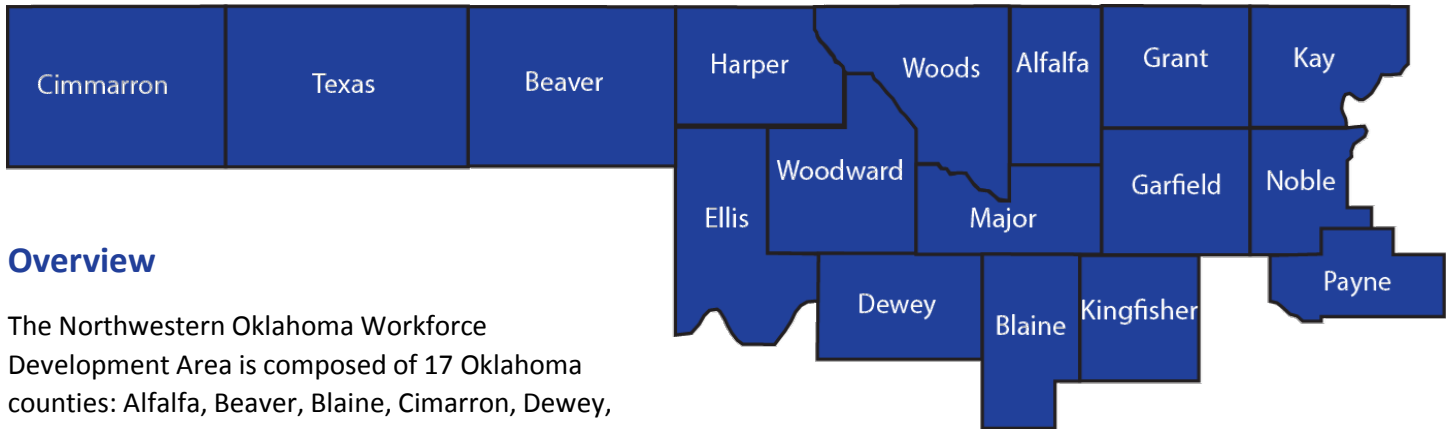 Cimmarron
Texas
Beaver
Harper
Woods
Alfalfa
Grant
Kay
Woodward
Ellis
Major
Garfield
Noble
Dewey
Blaine
Kingfisher
Payne
Overview
The Northwestern Oklahoma Workforce
Development Area is composed of 17 Oklahoma
counties: Alfalfa, Beaver, Blaine, Cimarron, Dewey,